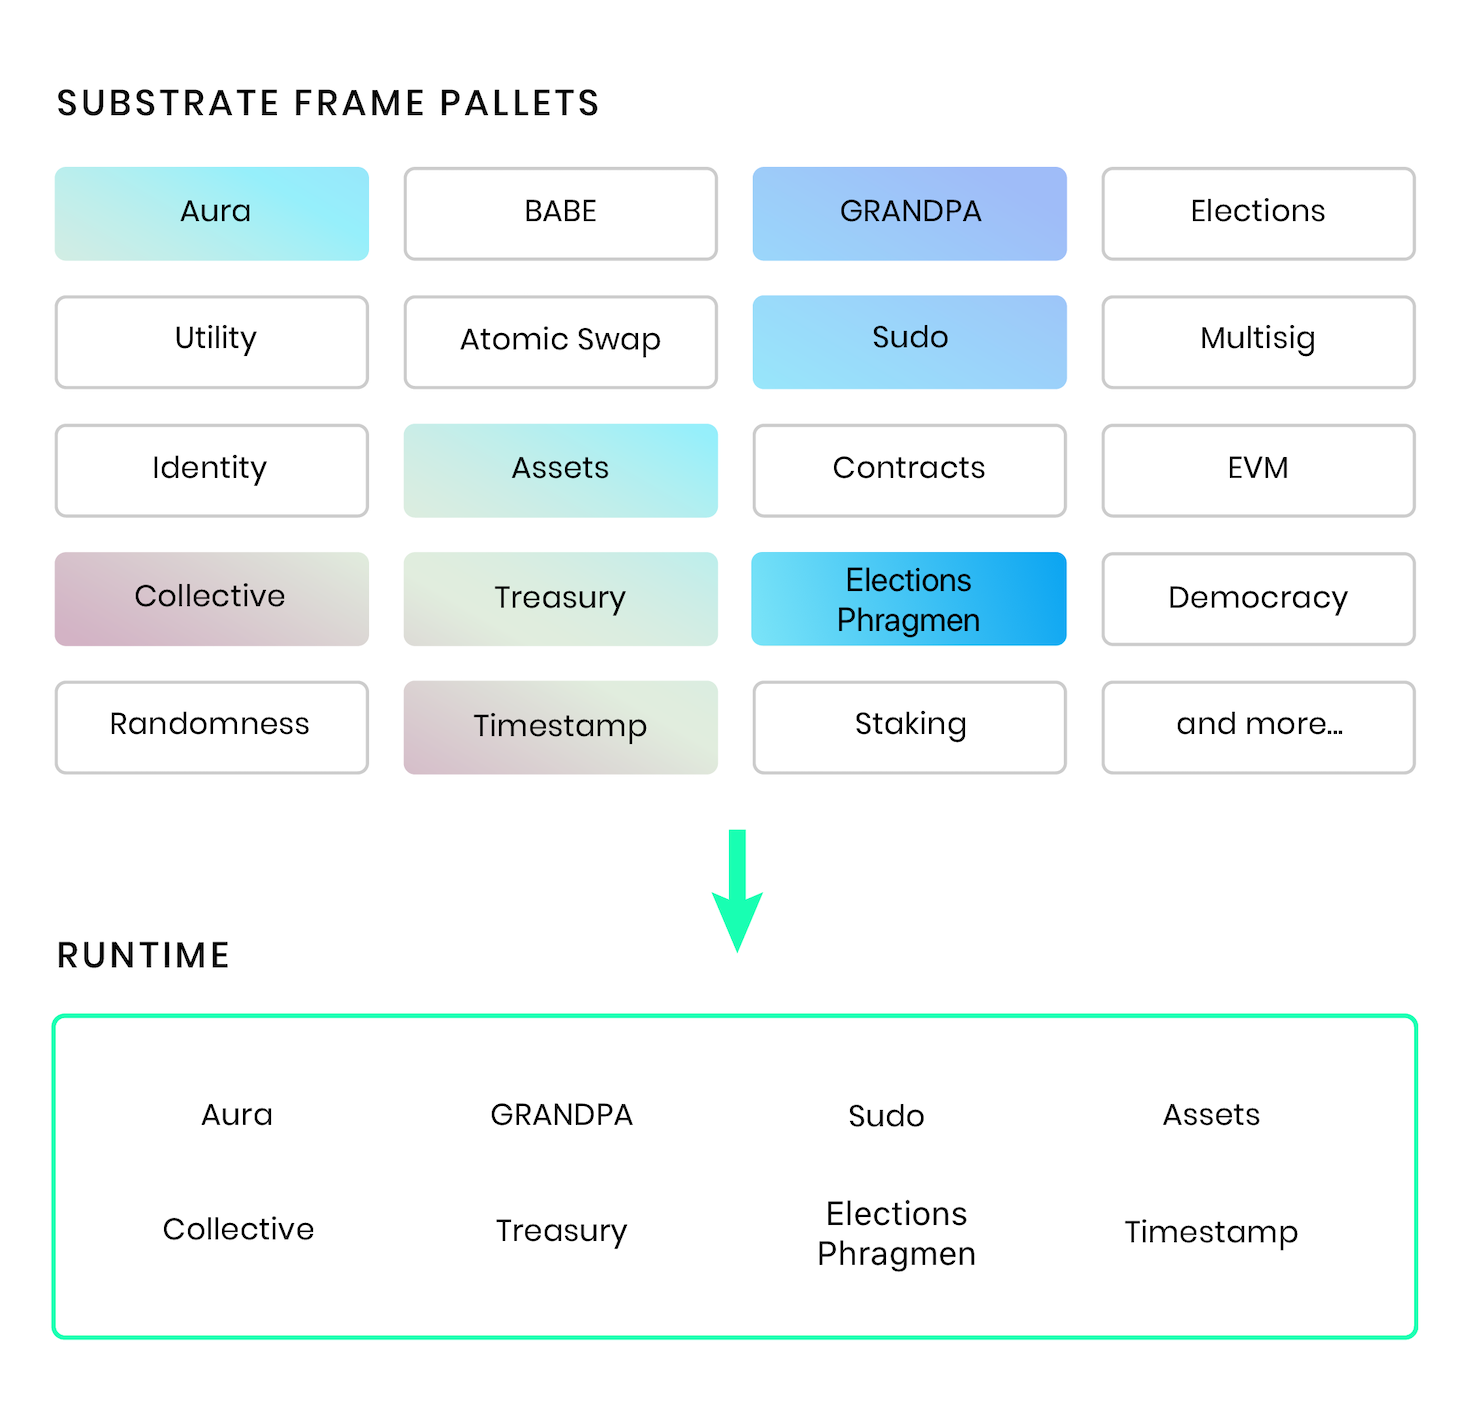 SUBSTRATE FRAME PALLETS
Aura
BABE
GRANDPA
Elections
Utility
Atomic Swap
Sudo
Multisig
Identity
Assets
Contracts
EVM
Collective
Treasury
Elections
Phragmen
Democracy
Randomness
Timestamp
Staking
and more...
RUNTIME
Aura
GRANDPA
Sudo
Assets
Collective
Treasury
Elections
Phragmen
Timestamp